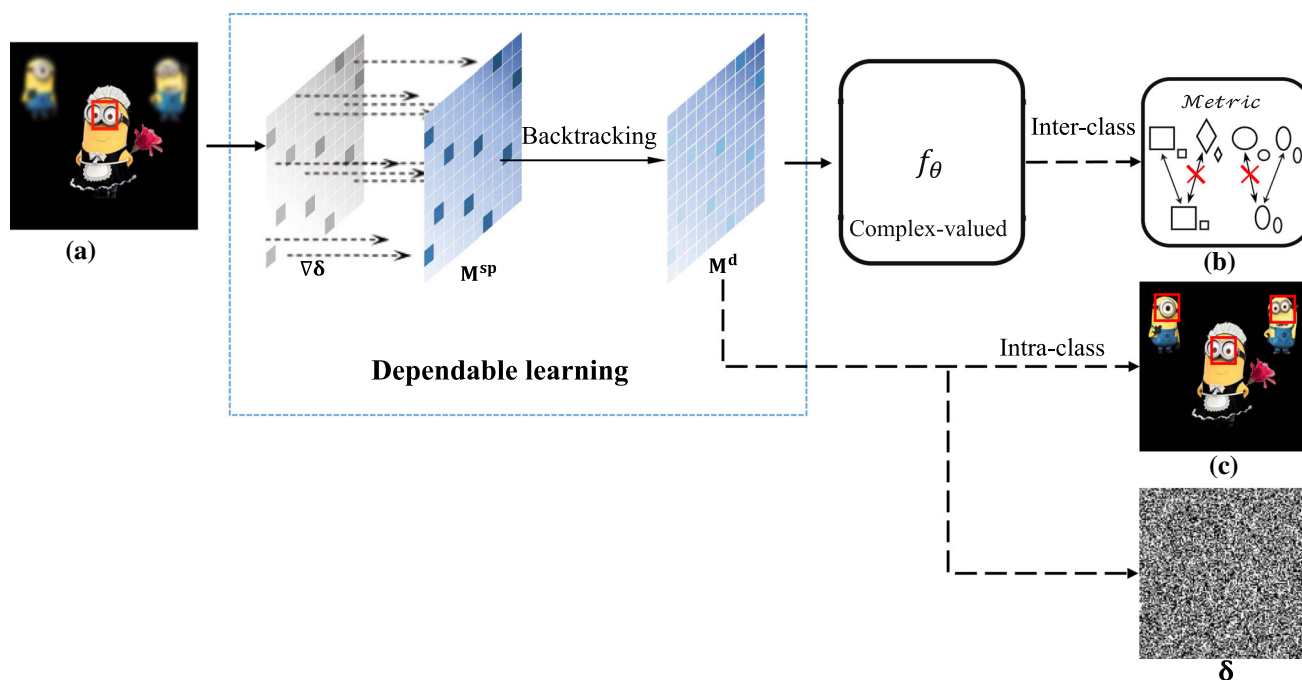 (a)
∇δ
M^sp
Backtracking
M^d
Dependable learning
f_θ
Complex-valued
Inter-class
Metric
(b)
Intra-class
(c)
δ